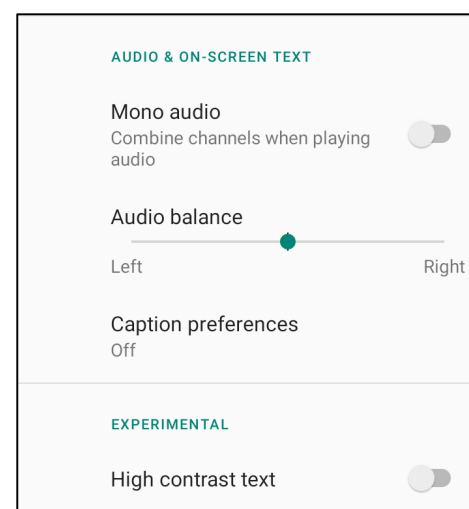 AUDIO & ON-SCREEN TEXT
Mono audio
Combine channels when playing
audio
Audio balance
Left Right
Caption preferences
Off
EXPERIMENTAL
High contrast text